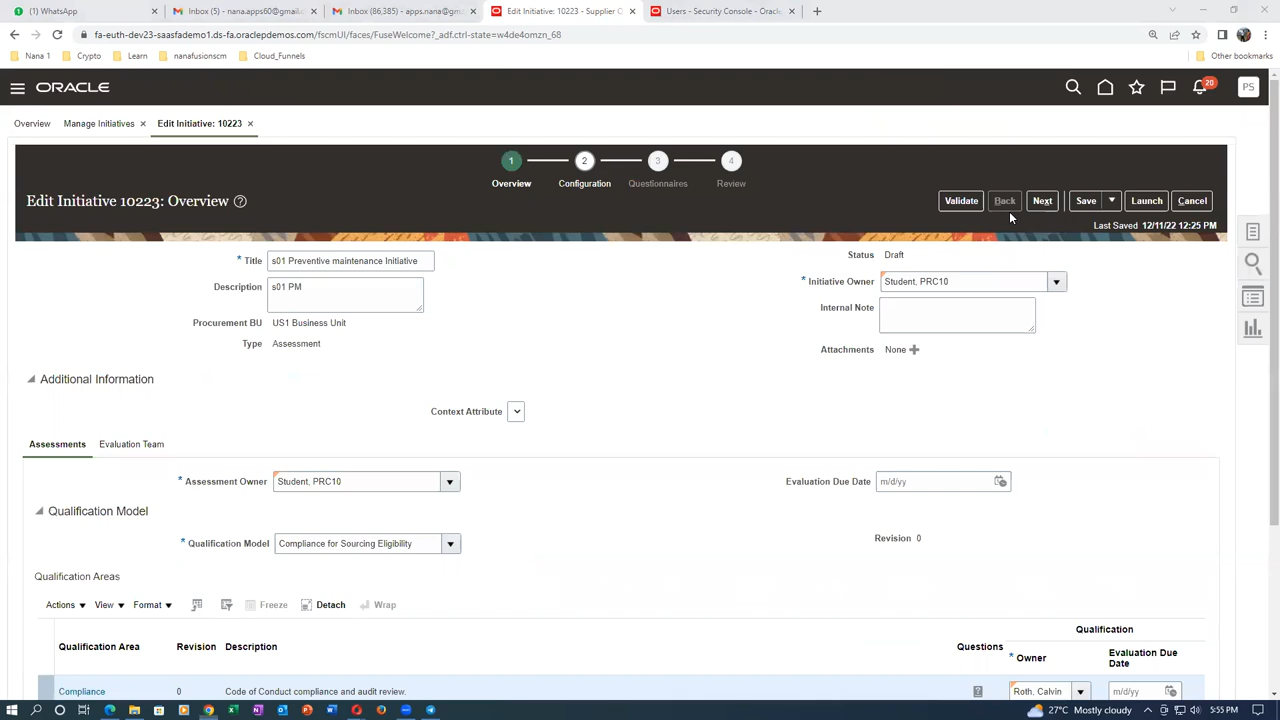 (1) WhatsApp
Inbox (5) - nana.apps60@gmail.
Inbox (86,385) - apps.nana@gm
Edit Initiative: 10223 - Supplier Q
Users - Security Console - Oracle
fa-euth-dev23-saasfademo1.ds-fa.oraclepdemos.com/fscmUI/faces/FuseWelcome?_adf.ctrl-state=w4de4omzn_68
Nana 1
Crypto
Learn
nanafusionscm
Cloud_Funnels
Other bookmarks
ORACLE
20
PS
Overview
Manage Initiatives
Edit Initiative: 10223
1
2
3
4
Overview
Configuration
Questionnaires
Review
Edit Initiative 10223: Overview
Validate
Back
Next
Save
Launch
Cancel
Last Saved 12/11/22 12:25 PM
* Title s01 Preventive maintenance Initiative
Status Draft
Description s01 PM
* Initiative Owner Student, PRC10
Internal Note
Procurement BU US1 Business Unit
Type Assessment
Attachments None
Additional Information
Context Attribute
Assessments
Evaluation Team
* Assessment Owner Student, PRC10
Evaluation Due Date m/d/yy
Qualification Model
* Qualification Model Compliance for Sourcing Eligibility
Revision 0
Qualification Areas
Actions
View
Format
Freeze
Detach
Wrap
Qualification
Qualification Area
Revision
Description
Questions
* Owner
Evaluation Due Date
Compliance
0
Code of Conduct compliance and audit review.
Roth, Calvin
m/d/yy
27°C Mostly cloudy
5:55 PM